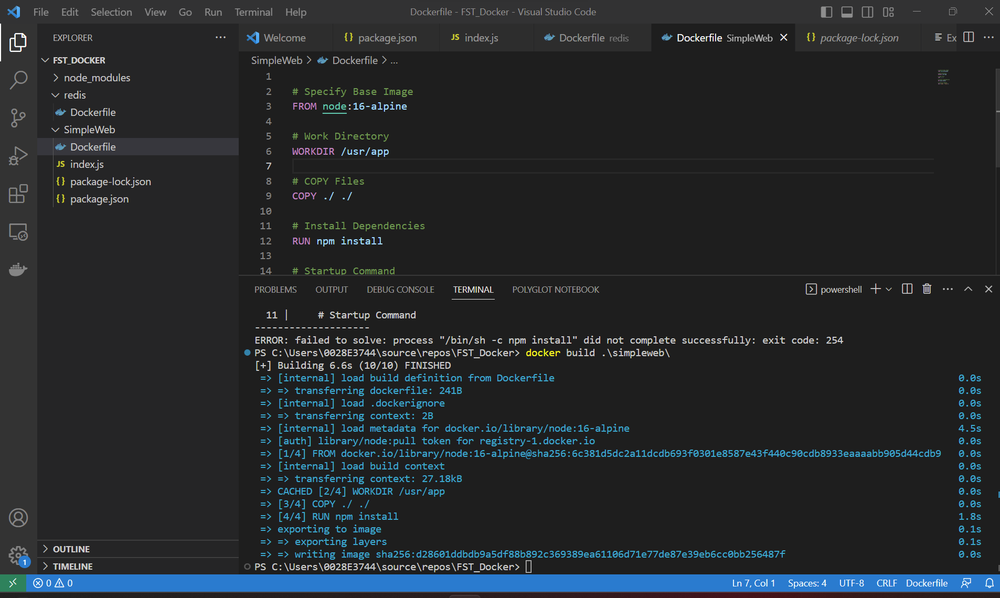 File Edit Selection View Go Run Terminal Help
Dockerfile - FST_Docker - Visual Studio Code
EXPLORER
FST_DOCKER
node_modules
redis
Dockerfile
SimpleWeb
Dockerfile
index.js
package-lock.json
package.json
OUTLINE
TIMELINE
Welcome package.json index.js Dockerfile redis Dockerfile SimpleWeb package-lock.json Ex
SimpleWeb > Dockerfile > ...
1
2 # Specify Base Image
3 FROM node:16-alpine
4
5 # Work Directory
6 WORKDIR /usr/app
7
8 # COPY Files
9 COPY ./ ./
10
11 # Install Dependencies
12 RUN npm install
13
14 # Startup Command
PROBLEMS OUTPUT DEBUG CONSOLE TERMINAL POLYGLOT NOTEBOOK
powershell
11 | # Startup Command
--------------------
ERROR: failed to solve: process "/bin/sh -c npm install" did not complete successfully: exit code: 254
PS C:\Users\0028E3744\source\repos\FST_Docker> docker build .\simpleweb\
[+] Building 6.6s (10/10) FINISHED
=> [internal] load build definition from Dockerfile 0.0s
=> => transferring dockerfile: 241B 0.0s
=> [internal] load .dockerignore 0.0s
=> => transferring context: 2B 0.0s
=> [internal] load metadata for docker.io/library/node:16-alpine 4.5s
=> [auth] library/node:pull token for registry-1.docker.io 0.0s
=> [1/4] FROM docker.io/library/node:16-alpine@sha256:6c381d5dc2a11dcdb693f0301e8587e43f440c90cdb8933eaaaabb905d44cdb9 0.0s
=> [internal] load build context 0.0s
=> => transferring context: 27.18kB 0.0s
=> CACHED [2/4] WORKDIR /usr/app 0.0s
=> [3/4] COPY ./ ./ 0.0s
=> [4/4] RUN npm install 1.8s
=> exporting to image 0.1s
=> => exporting layers 0.1s
=> => writing image sha256:d28601ddbdb9a5df88b892c369389ea61106d71e77de87e39eb6cc0bb256487f 0.0s
PS C:\Users\0028E3744\source\repos\FST_Docker>
1
0 0 Ln 7, Col 1 Spaces: 4 UTF-8 CRLF Dockerfile